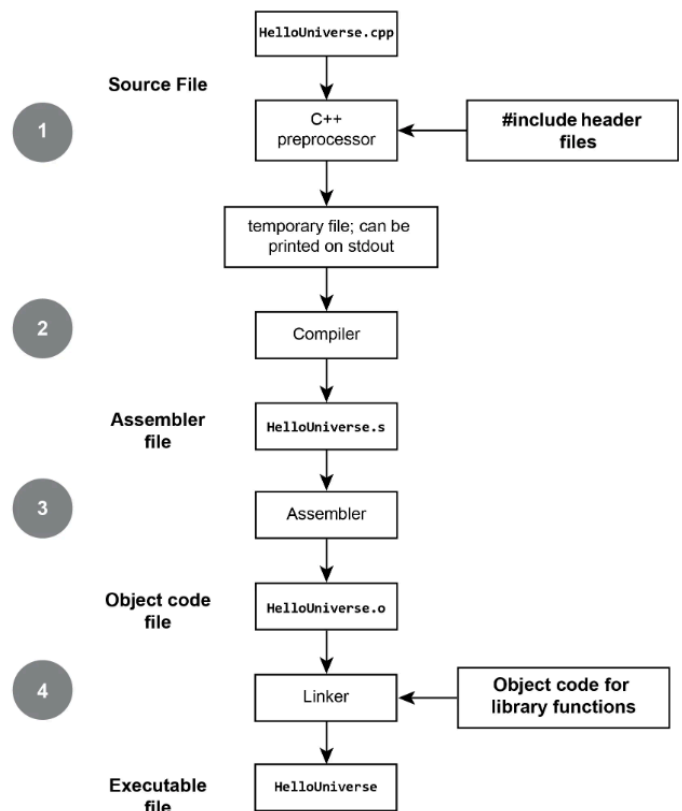 HelloUniverse.cpp
Source File
1
C++
preprocessor
#include header
files
temporary file; can be
printed on stdout
2
Compiler
Assembler
file
HelloUniverse.s
3
Assembler
Object code
file
HelloUniverse.o
4
Linker
Object code for
library functions
Executable
file
HelloUniverse